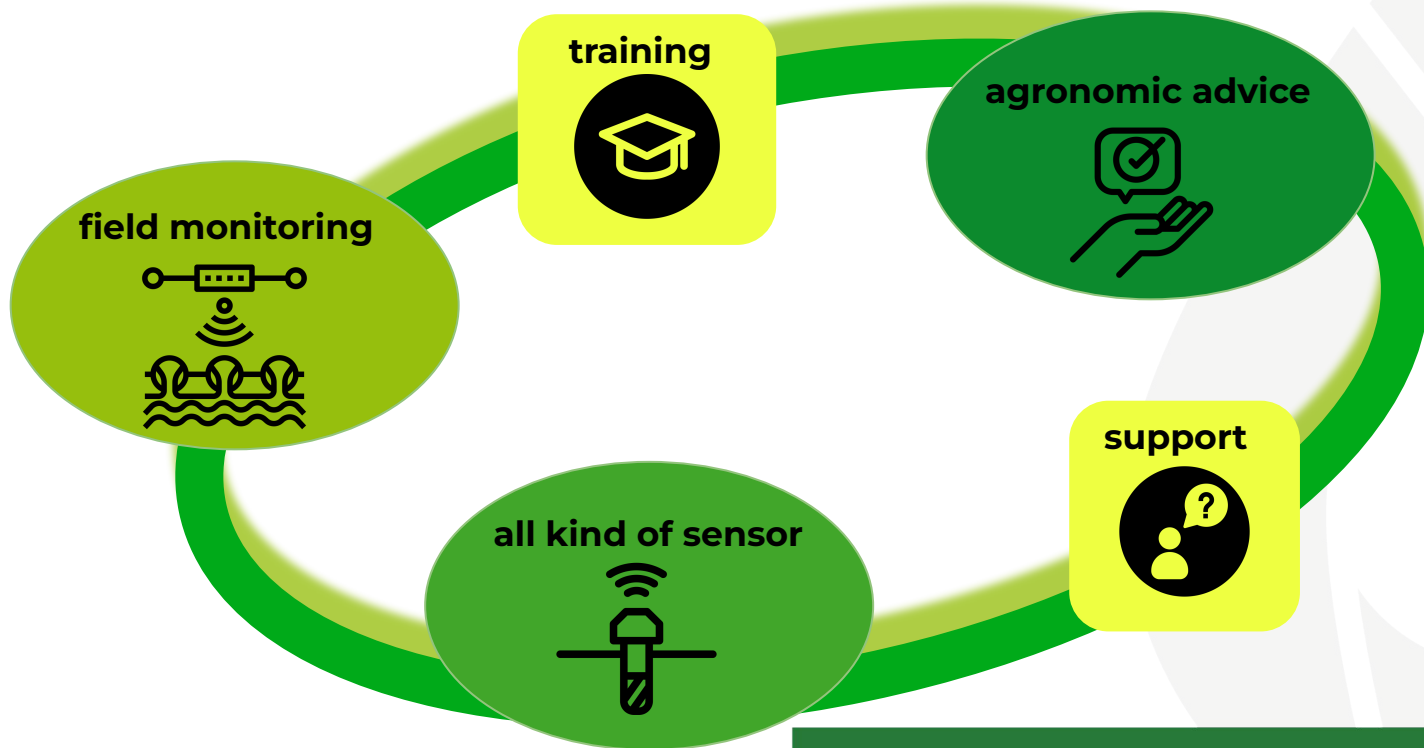 training
agronomic advice
field monitoring
support
?
all kind of sensor